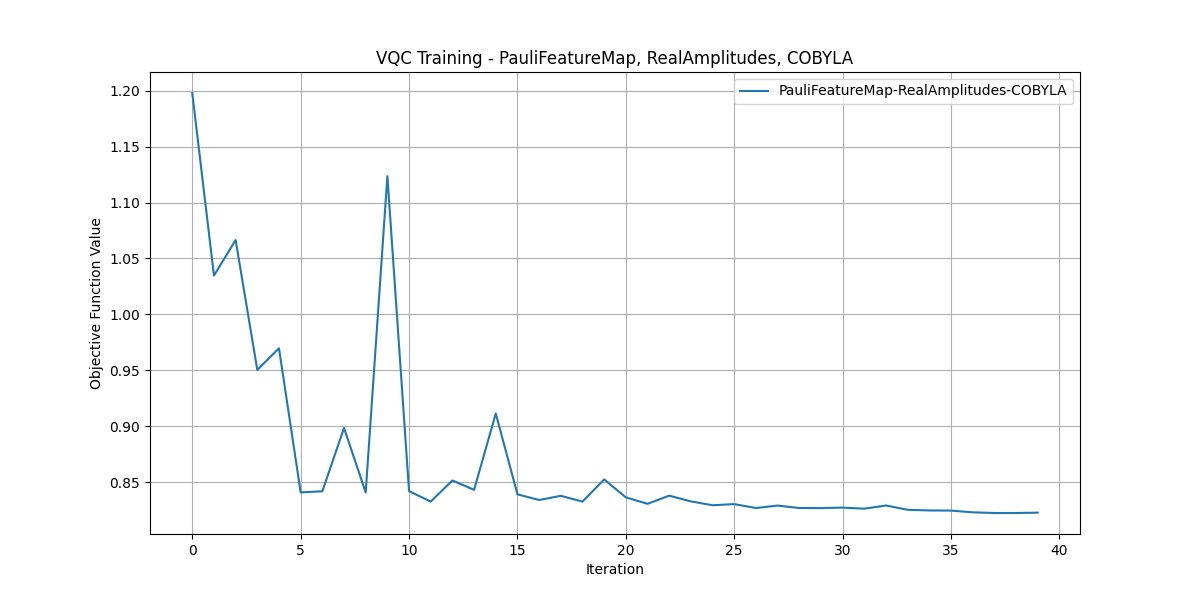 VQC Training - PauliFeatureMap, RealAmplitudes, COBYLA
PauliFeatureMap-RealAmplitudes-COBYLA
Objective Function Value
1.20
1.15
1.10
1.05
1.00
0.95
0.90
0.85
0 5 10 15 20 25 30 35 40
Iteration